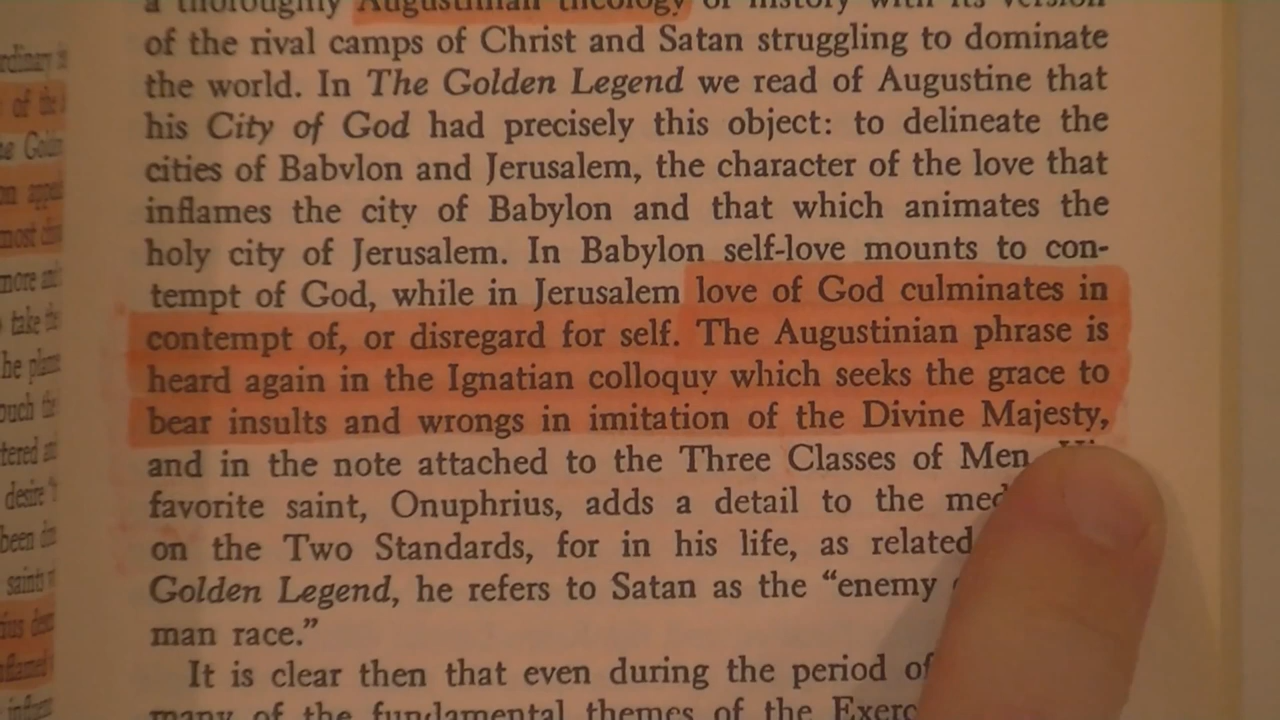 a thoroughly Augustinian theology of history with its version
of the rival camps of Christ and Satan struggling to dominate
the world. In The Golden Legend we read of Augustine that
his City of God had precisely this object: to delineate the
cities of Babylon and Jerusalem, the character of the love that
inflames the city of Babylon and that which animates the
holy city of Jerusalem. In Babylon self-love mounts to con-
tempt of God, while in Jerusalem love of God culminates in
contempt of, or disregard for self. The Augustinian phrase is
heard again in the Ignatian colloquy which seeks the grace to
bear insults and wrongs in imitation of the Divine Majesty,
and in the note attached to the Three Classes of Men
favorite saint, Onuphrius, adds a detail to the
on the Two Standards, for in his life, as related
Golden Legend, he refers to Satan as the “enemy
man race.”
It is clear then that even during the period of
many of the fundamental themes of the